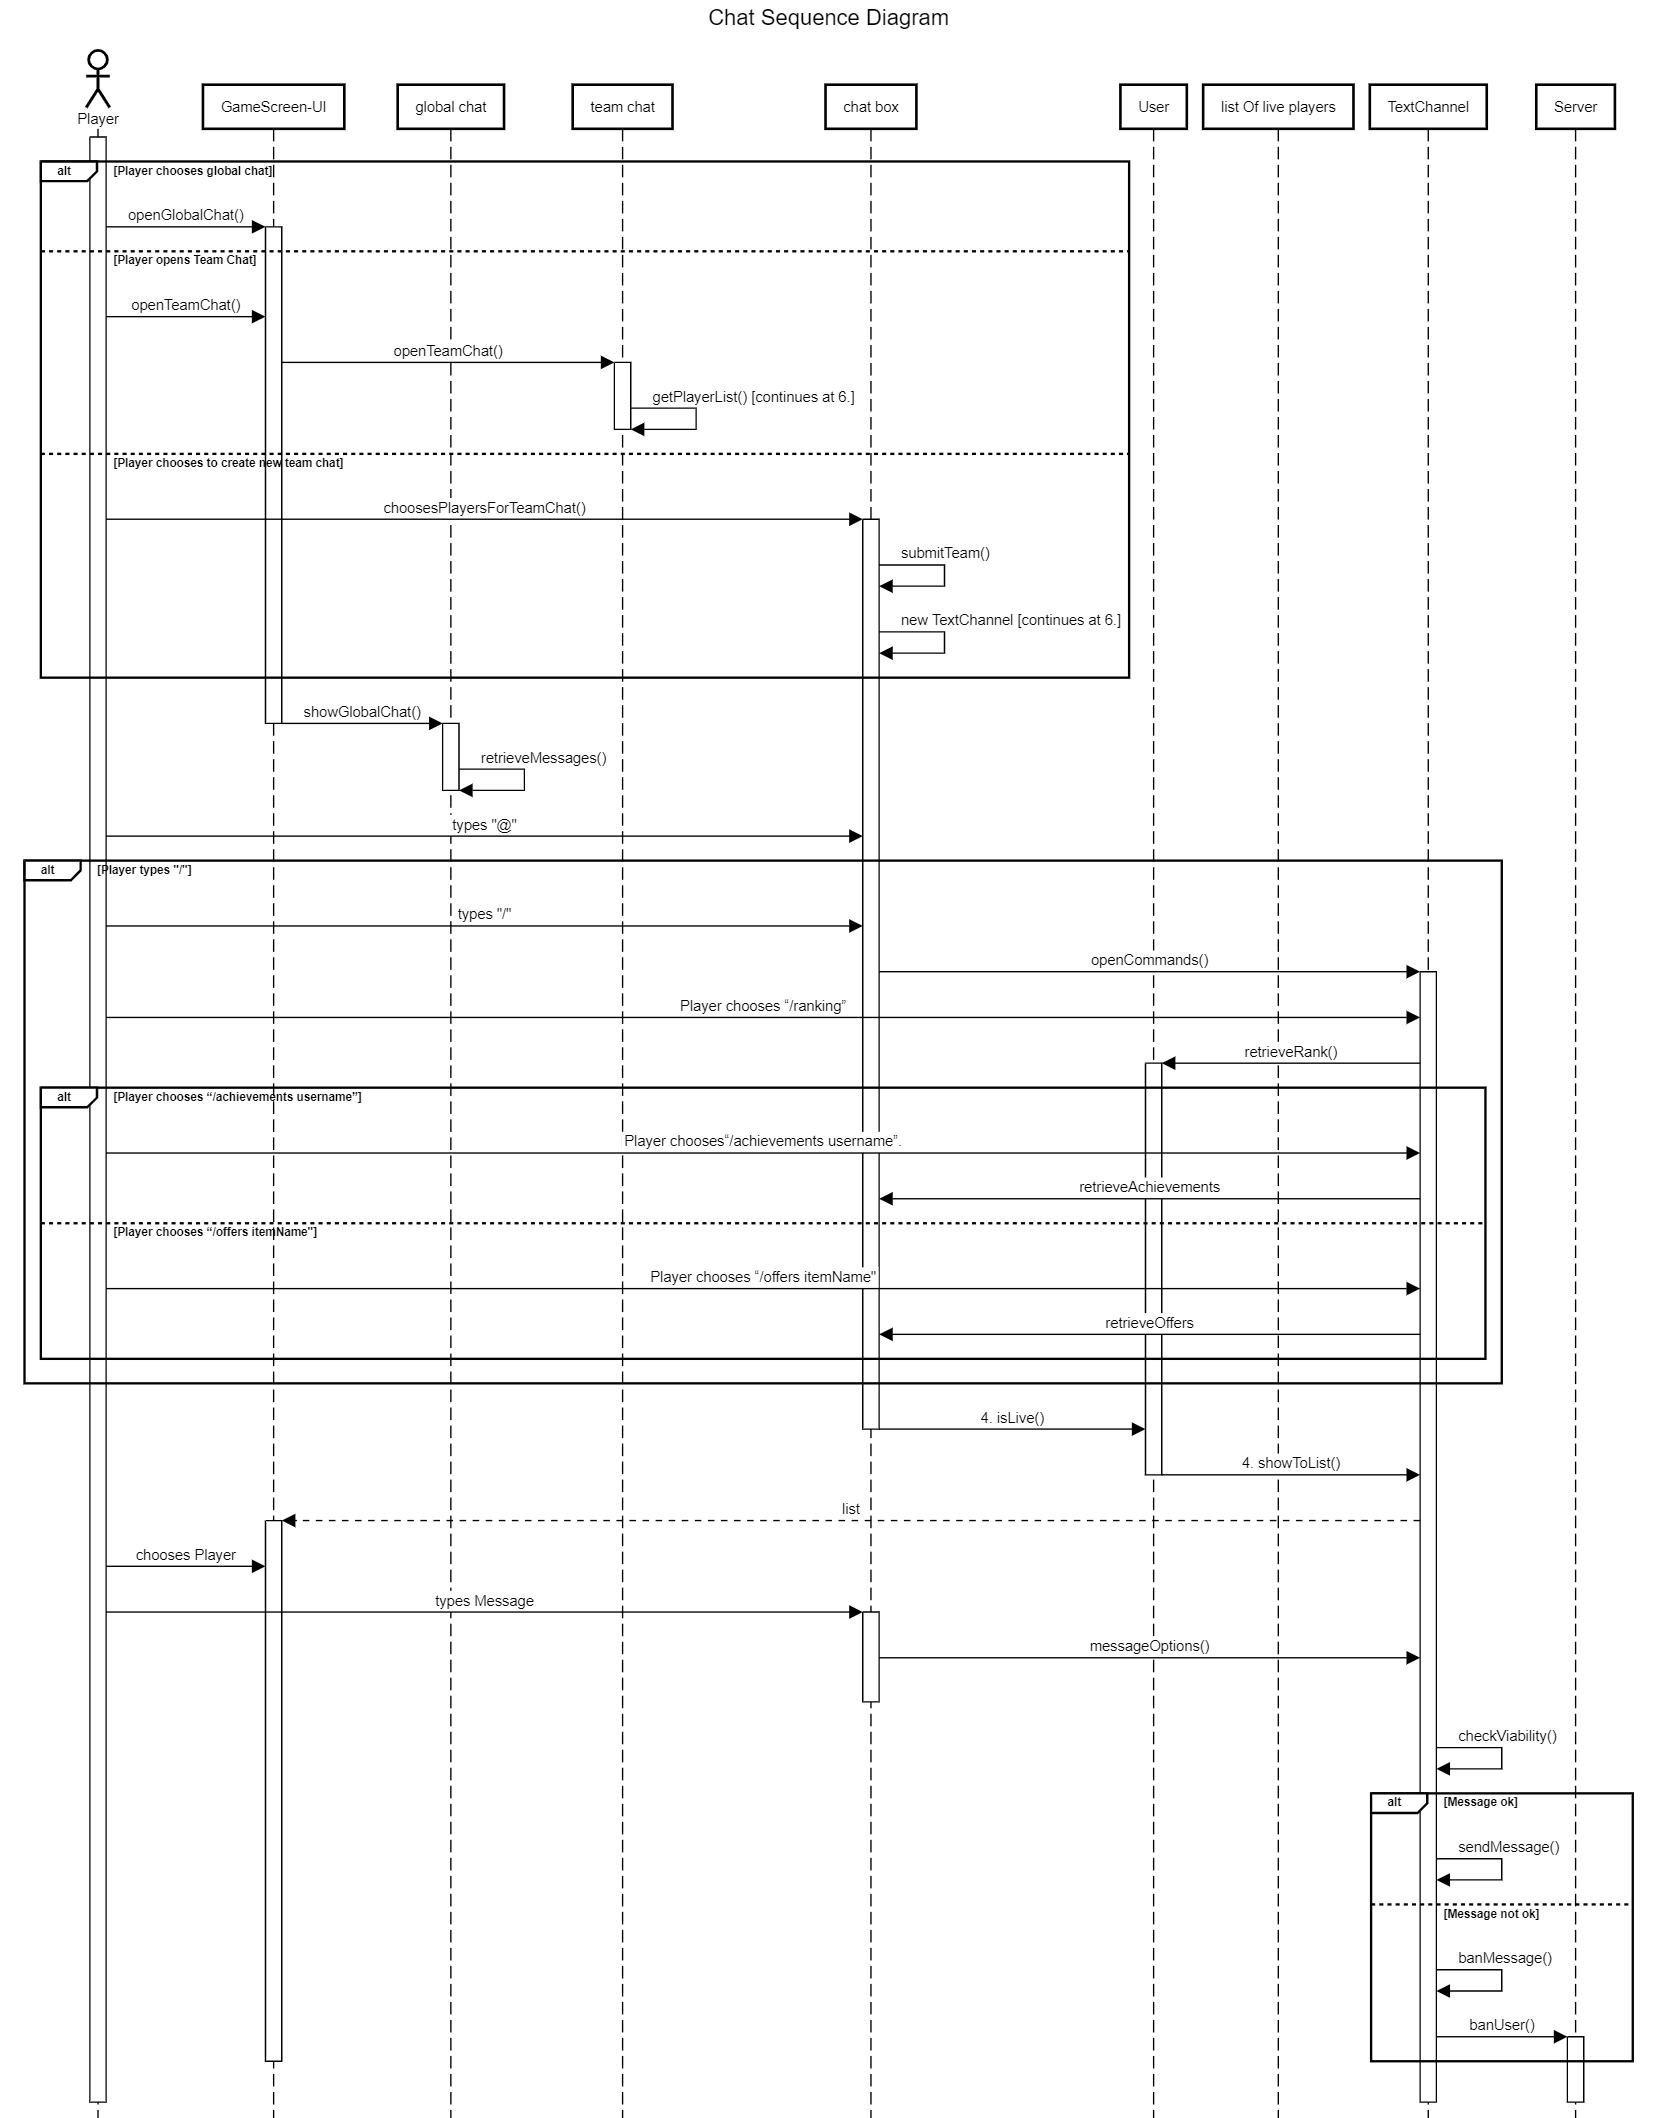 Chat Sequence Diagram
Player
GameScreen-UI
global chat
team chat
chat box
User
list Of live players
TextChannel
Server
alt
[Player chooses global chat]
openGlobalChat()
[Player opens Team Chat]
openTeamChat()
openTeamChat()
getPlayerList() [continues at 6.]
[Player chooses to create new team chat]
choosesPlayersForTeamChat()
submitTeam()
new TextChannel [continues at 6.]
showGlobalChat()
retrieveMessages()
types "@"
alt
[Player types "/"]
types "/"
openCommands()
Player chooses “/ranking”
retrieveRank()
alt
[Player chooses “/achievements username”]
Player chooses“/achievements username”.
retrieveAchievements
[Player chooses “/offers itemName"]
Player chooses “/offers itemName"
retrieveOffers
4. isLive()
4. showToList()
list
chooses Player
types Message
messageOptions()
checkViability()
alt
[Message ok]
sendMessage()
[Message not ok]
banMessage()
banUser()